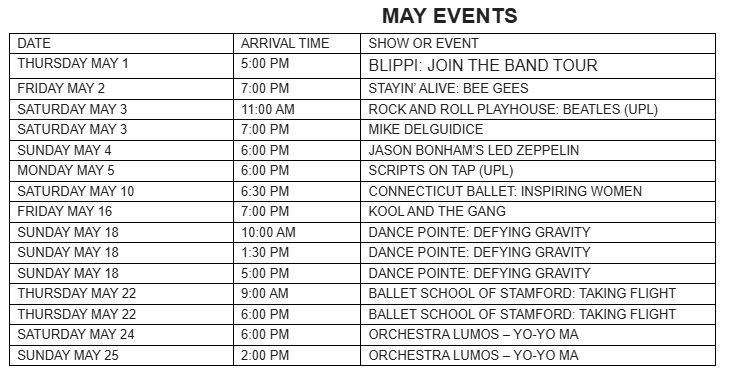 MAY EVENTS
DATE ARRIVAL TIME SHOW OR EVENT
THURSDAY MAY 1 5:00 PM BLIPPI: JOIN THE BAND TOUR
FRIDAY MAY 2 7:00 PM STAYIN’ ALIVE: BEE GEES
SATURDAY MAY 3 11:00 AM ROCK AND ROLL PLAYHOUSE: BEATLES (UPL)
SATURDAY MAY 3 7:00 PM MIKE DELGUIDICE
SUNDAY MAY 4 6:00 PM JASON BONHAM’S LED ZEPPELIN
MONDAY MAY 5 6:00 PM SCRIPTS ON TAP (UPL)
SATURDAY MAY 10 6:30 PM CONNECTICUT BALLET: INSPIRING WOMEN
FRIDAY MAY 16 7:00 PM KOOL AND THE GANG
SUNDAY MAY 18 10:00 AM DANCE POINTE: DEFYING GRAVITY
SUNDAY MAY 18 1:30 PM DANCE POINTE: DEFYING GRAVITY
SUNDAY MAY 18 5:00 PM DANCE POINTE: DEFYING GRAVITY
THURSDAY MAY 22 9:00 AM BALLET SCHOOL OF STAMFORD: TAKING FLIGHT
THURSDAY MAY 22 6:00 PM BALLET SCHOOL OF STAMFORD: TAKING FLIGHT
SATURDAY MAY 24 6:00 PM ORCHESTRA LUMOS – YO-YO MA
SUNDAY MAY 25 2:00 PM ORCHESTRA LUMOS – YO-YO MA